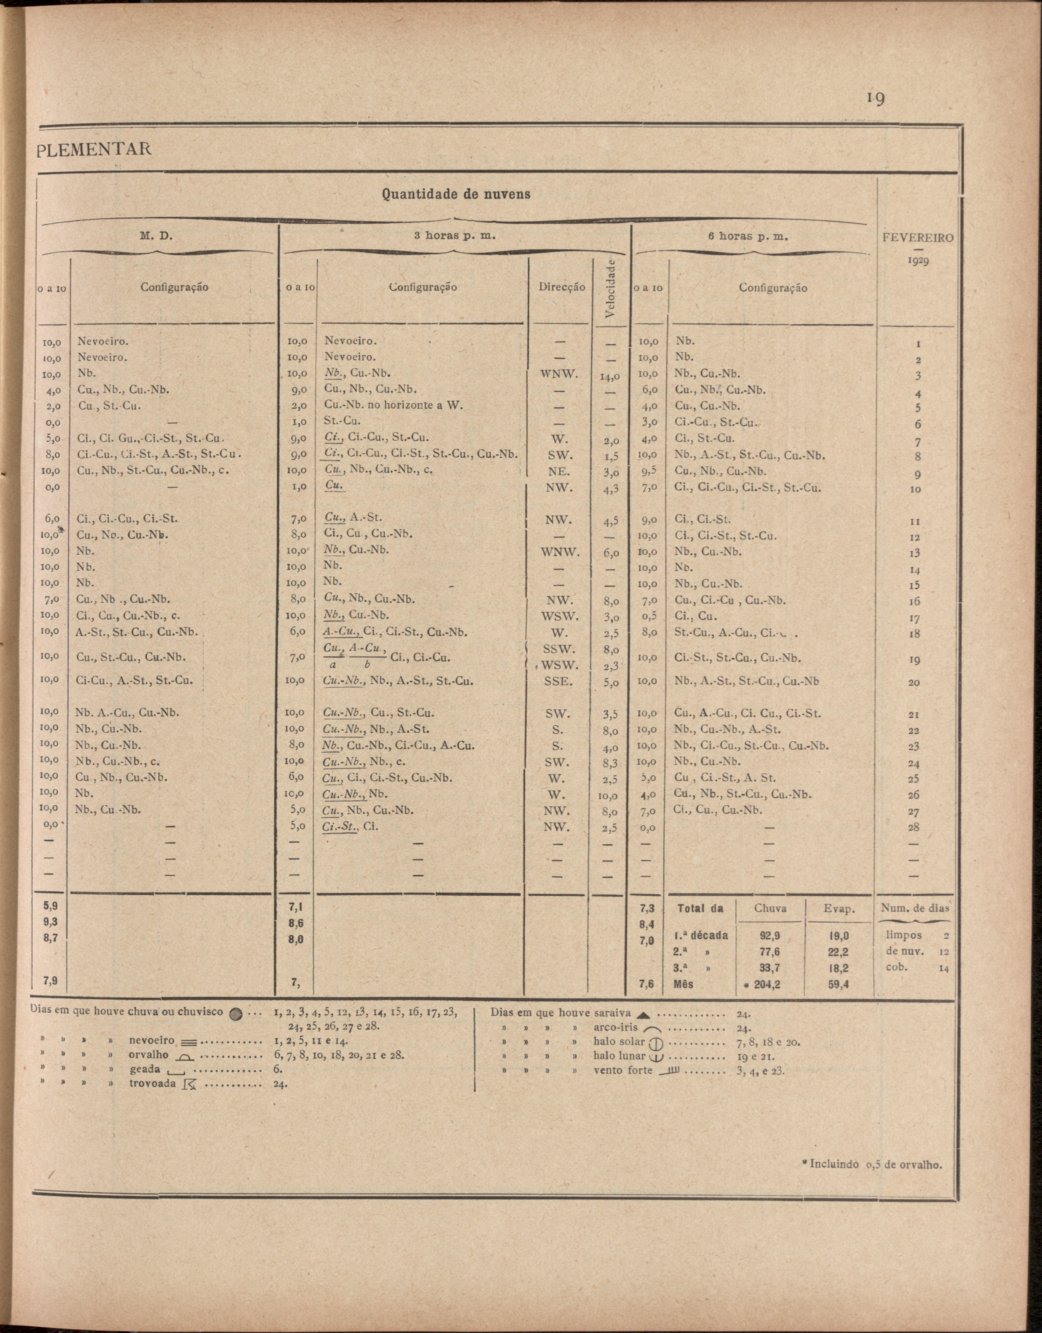 19
PLEMENTAR
Quantidade de nuvens
M. D. 3 horas p. m. 6 horas p. m. FEVEREIRO
1929
0 a 10 Configuração 0 a 10 Configuração Direcção Velocidade 0 a 10 Configuração
10,0 Nevoeiro. 10,0 Nevoeiro. — — 10,0 Nb. 1
10,0 Nevoeiro. 10,0 Nevoeiro. — — 10,0 Nb. 2
10,0 Nb. 10,0 Nb., Cu.-Nb. WNW. 14,0 10,0 Nb., Cu.-Nb. 3
4,0 Cu., Nb., Cu.-Nb. 9,0 Cu., Nb., Cu.-Nb. — — 6,0 Cu., Nb., Cu.-Nb. 4
2,0 Cu., St.-Cu. 2,0 Cu.-Nb. no horizonte a W. — — 4,0 Cu., Cu.-Nb. 5
0,0 — 1,0 St.-Cu. — — 3,0 Ci.-Cu., St.-Cu. 6
5,0 Ci., Ci. Gu., Ci.-St., St. Cu. 9,0 Ci., Ci.-Cu., St.-Cu. W. 2,0 4,0 Ci., St.-Cu. 7
8,0 Ci.-Cu., Ci.-St., A.-St., St.-Cu. 9,0 Ci., Ci.-Cu., Ci.-St., St.-Cu., Cu.-Nb. SW. 1,5 10,0 Nb., A.-St., St.-Cu., Cu.-Nb. 8
10,0 Cu., Nb., St.-Cu., Cu.-Nb., c. 10,0 Cu., Nb., Cu.-Nb., c. NE. 3,0 9,5 Cu., Nb., Cu.-Nb. 9
0,0 — 1,0 Cu. NW. 4,3 7,0 Ci., Ci.-Cu., Ci.-St., St.-Cu. 10
6,0 Ci., Ci.-Cu., Ci.-St. 7,0 Cu., A.-St. NW. 4,5 9,0 Ci., Ci.-St. 11
10,0 Cu., No., Cu.-Nb. 8,0 Ci., Cu., Cu.-Nb. — — 10,0 Ci., Ci.-St., St.-Cu. 12
10,0 Nb. 10,0 Nb., Cu.-Nb. WNW. 6,0 10,0 Nb., Cu.-Nb. 13
10,0 Nb. 10,0 Nb. — — 10,0 Nb. 14
10,0 Nb. 10,0 Nb. — — 10,0 Nb., Cu.-Nb. 15
7,0 Cu., Nb., Cu.-Nb. 8,0 Cu., Nb., Cu.-Nb. NW. 8,0 7,0 Cu., Ci.-Cu., Cu.-Nb. 16
10,0 Ci., Cu., Cu.-Nb., c. 10,0 Nb., Cu.-Nb. WSW. 3,0 0,5 Ci., Cu. 17
10,0 A.-St., St.-Cu., Cu.-Nb. 6,0 A.-Cu., Ci., Ci.-St., Cu.-Nb. W. 2,5 8,0 St.-Cu., A.-Cu., Ci. 18
10,0 Cu., St.-Cu., Cu.-Nb. 7,0 Cu., A-Cu., Ci., Ci.-Cu. SSW. 8,0 10,0 Ci.-St., St.-Cu., Cu.-Nb. 19
a b WSW. 2,3
10,0 Ci-Cu., A.-St., St.-Cu. 10,0 Cu.-Nb., Nb., A.-St., St.-Cu. SSE. 5,0 10,0 Nb., A.-St., St.-Cu., Cu.-Nb 20
10,0 Nb. A.-Cu., Cu.-Nb. 10,0 Cu.-Nb., Cu., St.-Cu. SW. 3,5 10,0 Cu., A.-Cu., Ci. Cu., Ci.-St. 21
10,0 Nb., Cu.-Nb. 10,0 Cu.-Nb., Nb., A.-St. S. 8,0 10,0 Nb., Cu.-Nb., A.-St. 22
10,0 Nb., Cu.-Nb. 8,0 Nb., Cu.-Nb., Ci.-Cu., A.-Cu. S. 4,0 10,0 Nb., Ci.-Cu., St.-Cu., Cu.-Nb. 23
10,0 Nb., Cu.-Nb., c. 10,0 Cu.-Nb., Nb., c. SW. 8,3 10,0 Nb., Cu.-Nb. 24
10,0 Cu., Nb., Cu.-Nb. 6,0 Cu., Ci., Ci.-St., Cu.-Nb. W. 2,5 5,0 Cu., Ci.-St., A. St. 25
10,0 Nb. 10,0 Cu.-Nb., Nb. W. 10,0 4,0 Cu., Nb., St.-Cu., Cu.-Nb. 26
10,0 Nb., Cu.-Nb. 5,0 Cu., Nb., Cu.-Nb. NW. 8,0 7,0 Ci., Cu., Cu.-Nb. 27
0,0 — 5,0 Ci.-St., Ci. NW. 2,5 0,0 — 28
— — — — — — — — —
— — — — — — — — —
— — — — — — — — —
5,9 7,1 7,3 Total da Chuva Evap. Num. de dias
9,3 8,6 8,4
8,7 8,0 7,0 1.ª década 92,9 19,0 limpos 2
2.ª » 77,6 22,2 de nuv. 12
3.ª » 33,7 18,2 cob. 14
7,9 7, 7,6 Mês * 204,2 59,4
Dias em que houve chuva ou chuvisco ... 1, 2, 3, 4, 5, 12, 13, 14, 15, 16, 17, 23,
24, 25, 26, 27 e 28.
» » » » nevoeiro ........... 1, 2, 5, 11 e 14.
» » » » orvalho ........... 6, 7, 8, 10, 18, 20, 21 e 28.
» » » » geada ............ 6.
» » » » trovoada .......... 24.
Dias em que houve saraiva ............ 24.
» » » » arco-iris .......... 24.
» » » » halo solar .......... 7, 8, 18 e 20.
» » » » halo lunar .......... 19 e 21.
» » » » vento forte ........ 3, 4, e 23.
* Incluindo 0,5 de orvalho.